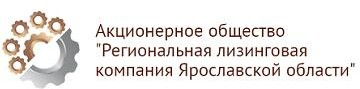 Акционерное общество
"Региональная лизинговая
компания Ярославской области"